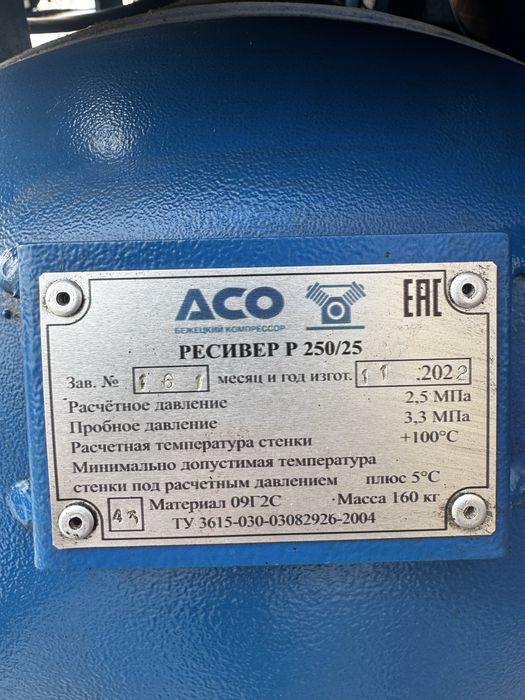 АСО
БЕЖЕЦКИЙ КОМПРЕССОР
EAC
РЕСИВЕР Р 250/25
Зав. № 161 месяц и год изгот. 11 .2022
Расчётное давление 2,5 МПа
Пробное давление 3,3 МПа
Расчетная температура стенки +100°С
Минимально допустимая температура
стенки под расчетным давлением плюс 5°С
Материал 09Г2С Масса 160 кг
ТУ 3615-030-03082926-2004